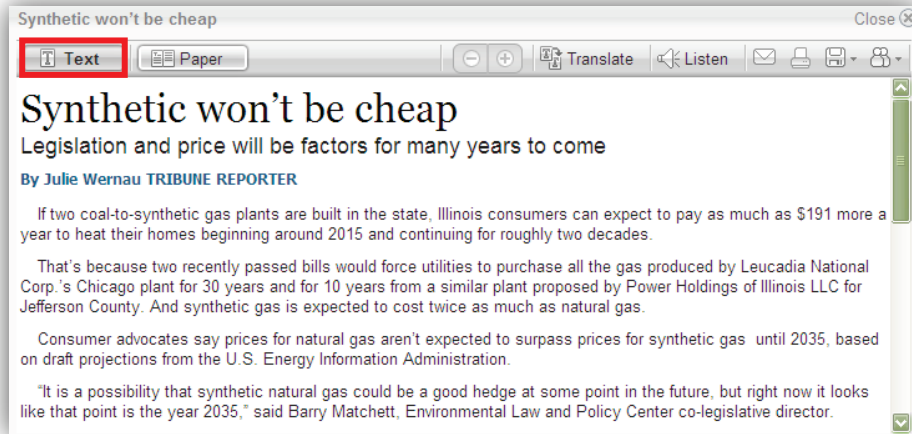 Synthetic won't be cheap
Close
Text
Paper
Translate
Listen
Synthetic won't be cheap
Legislation and price will be factors for many years to come
By Julie Wernau TRIBUNE REPORTER
If two coal-to-synthetic gas plants are built in the state, Illinois consumers can expect to pay as much as $191 more a
year to heat their homes beginning around 2015 and continuing for roughly two decades.
That's because two recently passed bills would force utilities to purchase all the gas produced by Leucadia National
Corp.'s Chicago plant for 30 years and for 10 years from a similar plant proposed by Power Holdings of Illinois LLC for
Jefferson County. And synthetic gas is expected to cost twice as much as natural gas.
Consumer advocates say prices for natural gas aren't expected to surpass prices for synthetic gas until 2035, based
on draft projections from the U.S. Energy Information Administration.
"It is a possibility that synthetic natural gas could be a good hedge at some point in the future, but right now it looks
like that point is the year 2035," said Barry Matchett, Environmental Law and Policy Center co-legislative director.